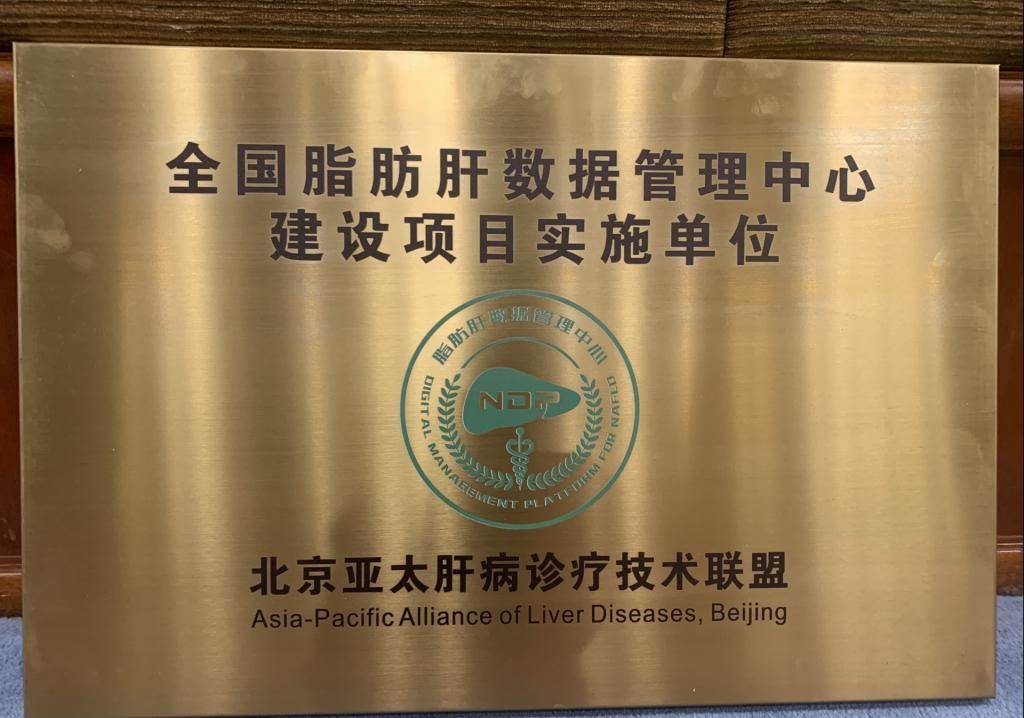 全国脂肪肝数据管理中心
建设项目实施单位
脂肪肝数据管理中心
NDP
DIGITAL MANAGEMENT PLATFORM FOR NAFLD
北京亚太肝病诊疗技术联盟
Asia-Pacific Alliance of Liver Diseases, Beijing